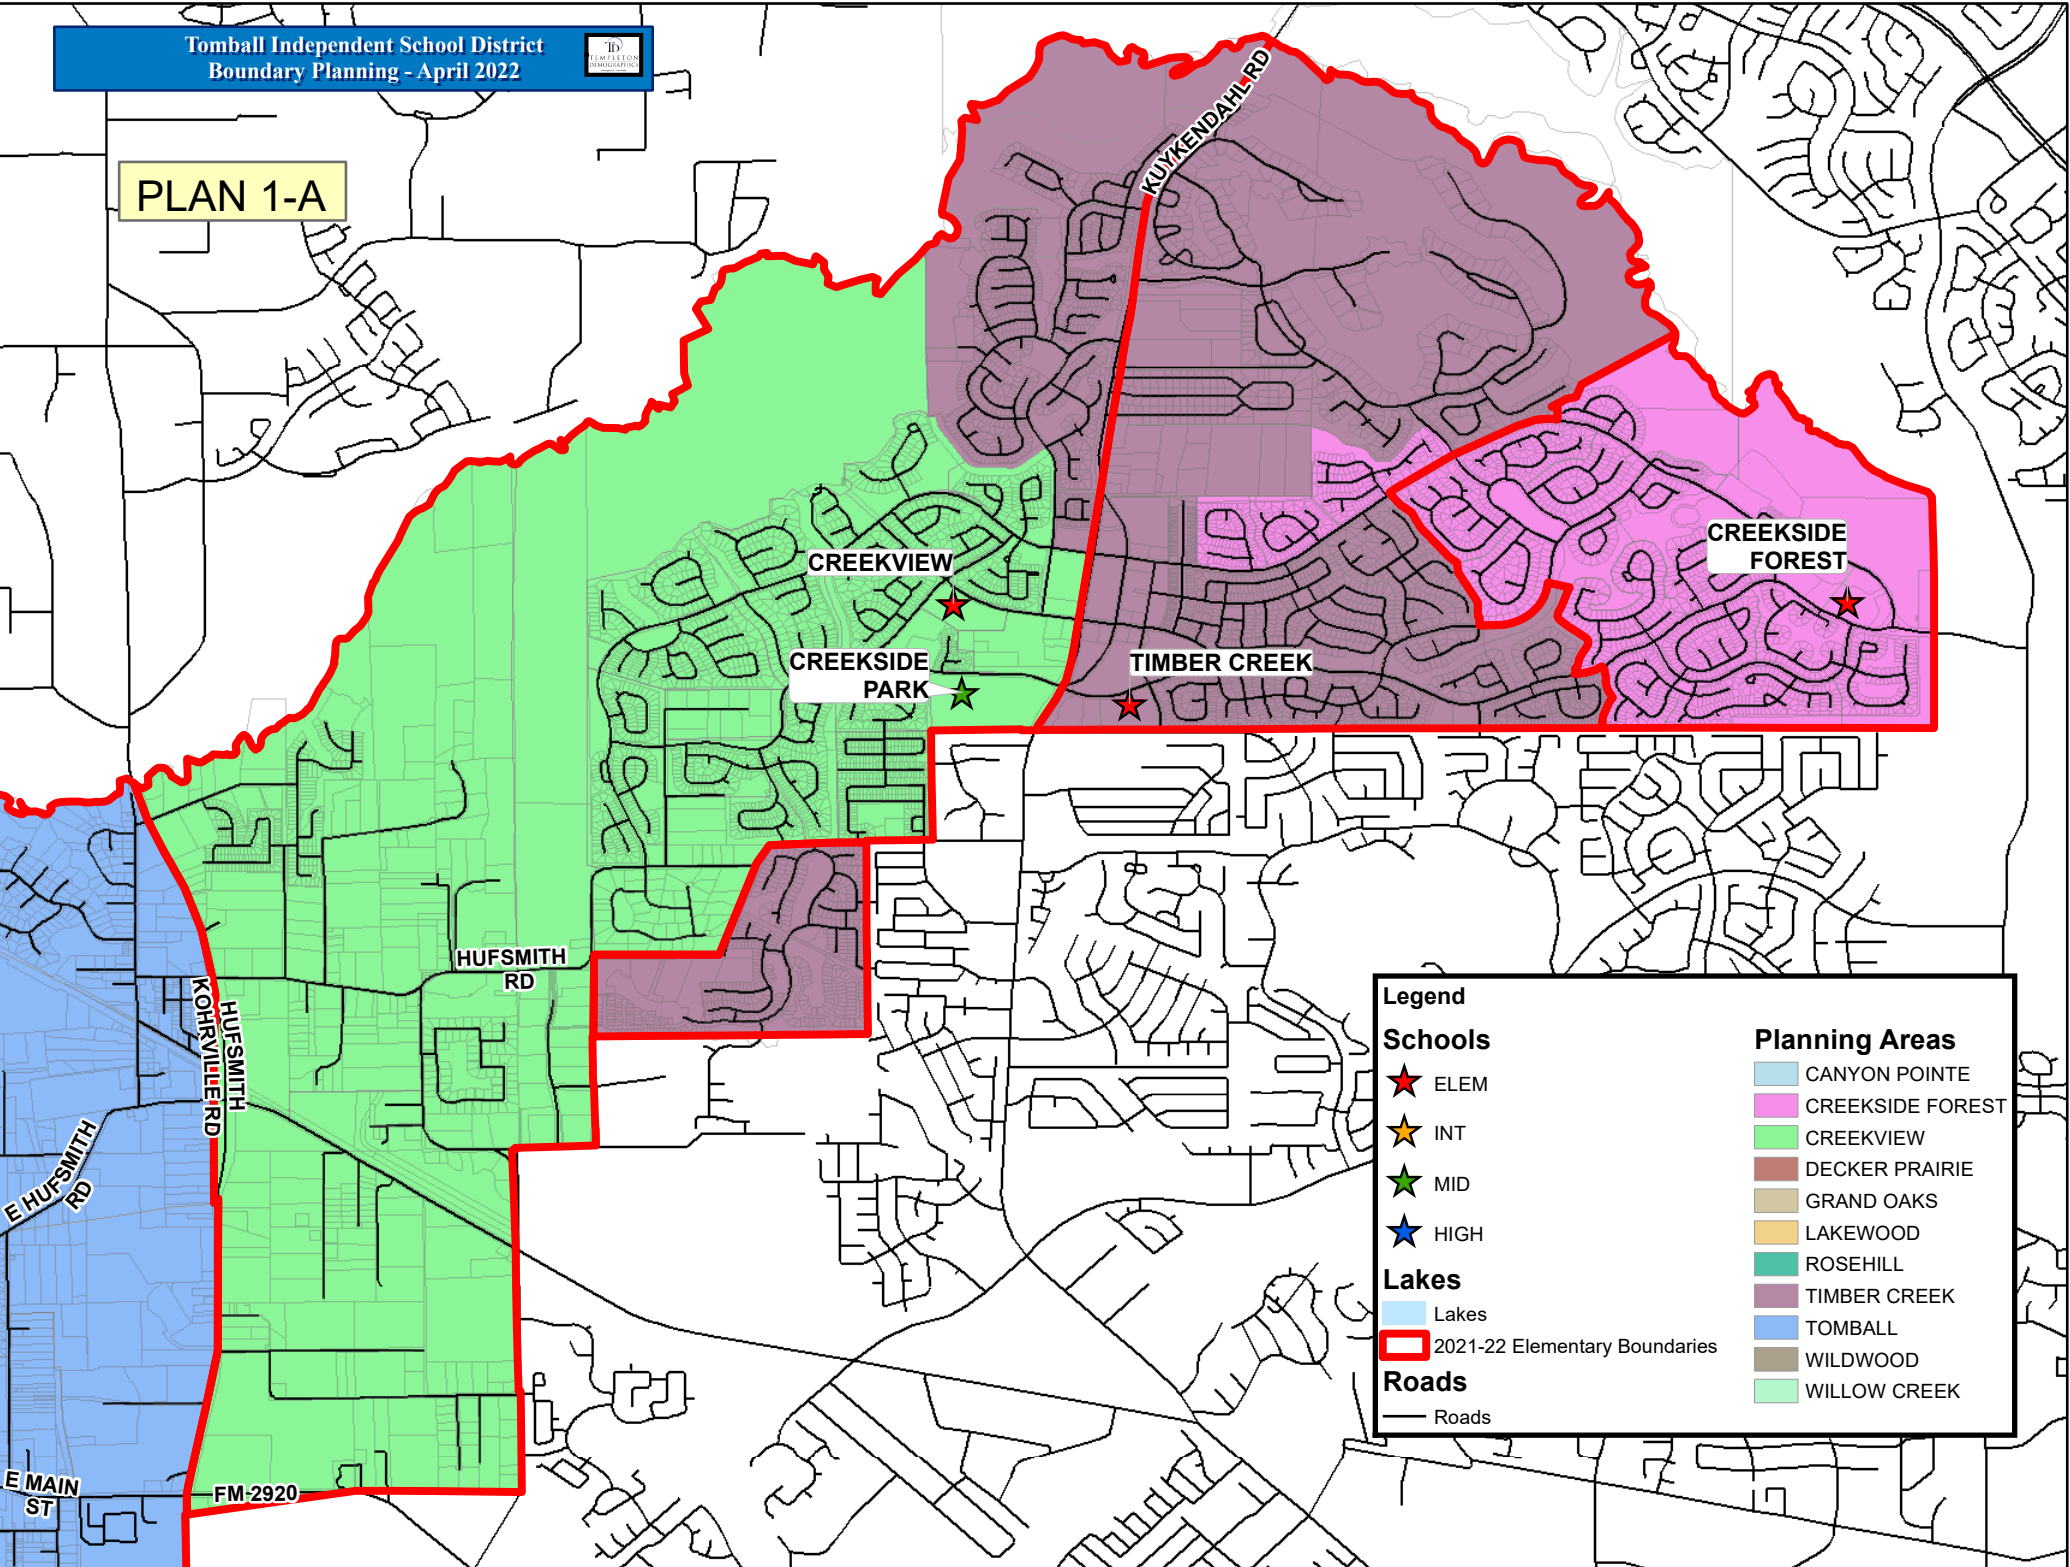 Tomball Independent School District
Boundary Planning - April 2022
TD
TEMPLETON
DEMOGRAPHICS
PLAN 1-A
KUYKENDAHL RD
CREEKVIEW
CREEKSIDE
FOREST
CREEKSIDE
PARK
TIMBER CREEK
HUFSMITH
RD
HUFSMITH
KOHRVILLE RD
E HUFSMITH
RD
E MAIN
ST
FM 2920
Legend
Schools
ELEM
INT
MID
HIGH
Lakes
Lakes
2021-22 Elementary Boundaries
Roads
Roads
Planning Areas
CANYON POINTE
CREEKSIDE FOREST
CREEKVIEW
DECKER PRAIRIE
GRAND OAKS
LAKEWOOD
ROSEHILL
TIMBER CREEK
TOMBALL
WILDWOOD
WILLOW CREEK